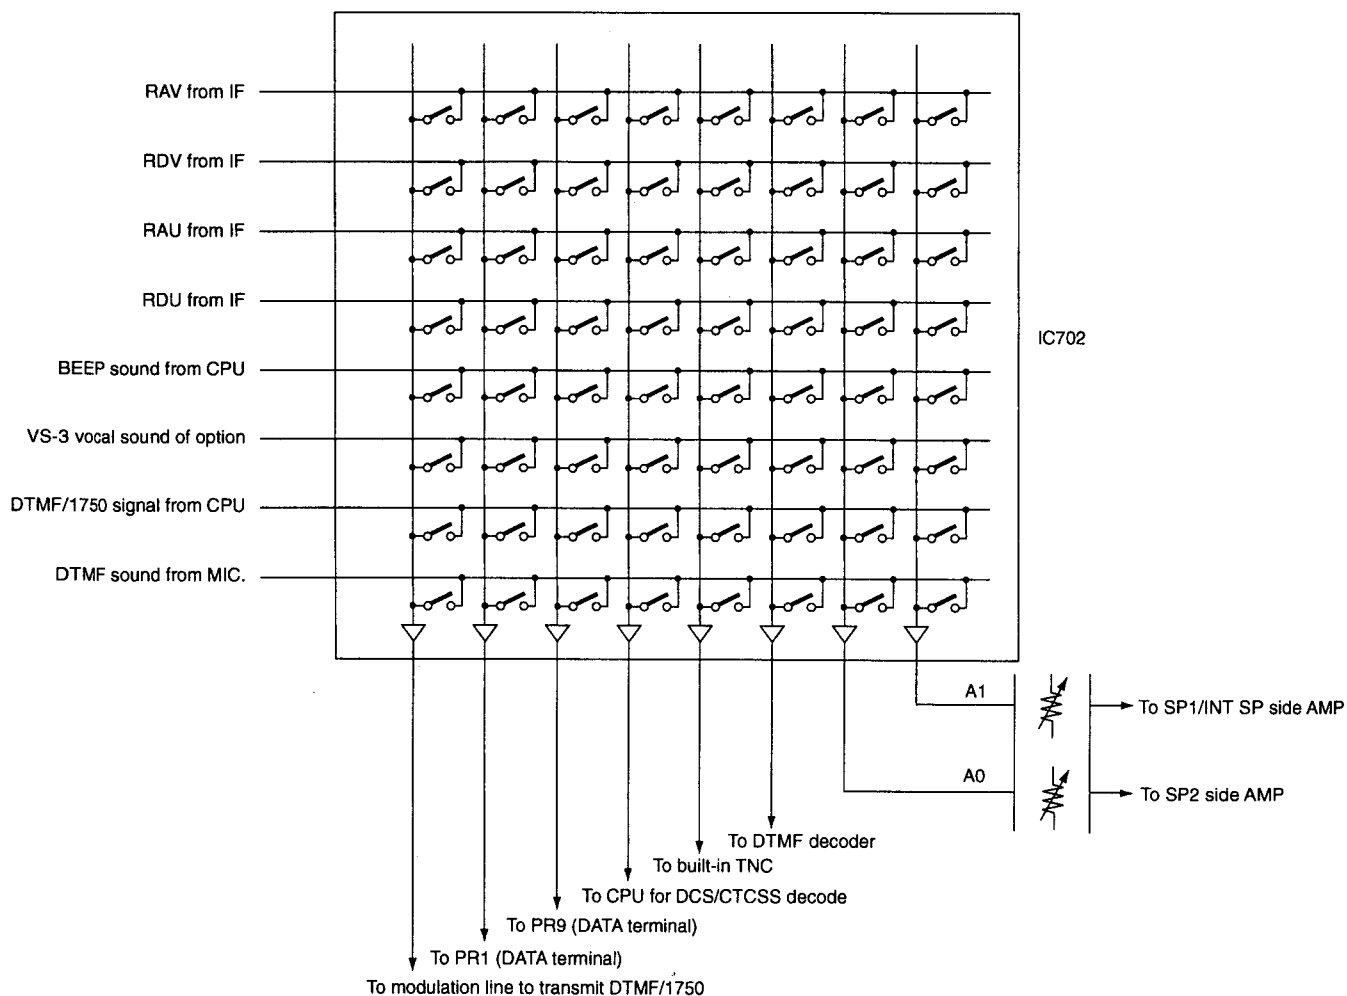 RAV from IF
RDV from IF
RAU from IF
RDU from IF
IC702
BEEP sound from CPU
VS-3 vocal sound of option
DTMF/1750 signal from CPU
DTMF sound from MIC.
A1
To SP1/INT SP side AMP
A0
To SP2 side AMP
To DTMF decoder
To built-in TNC
To CPU for DCS/CTCSS decode
To PR9 (DATA terminal)
To PR1 (DATA terminal)
To modulation line to transmit DTMF/1750